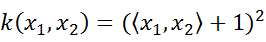 k(x₁, x₂) = (⟨x₁, x₂⟩ + 1)²